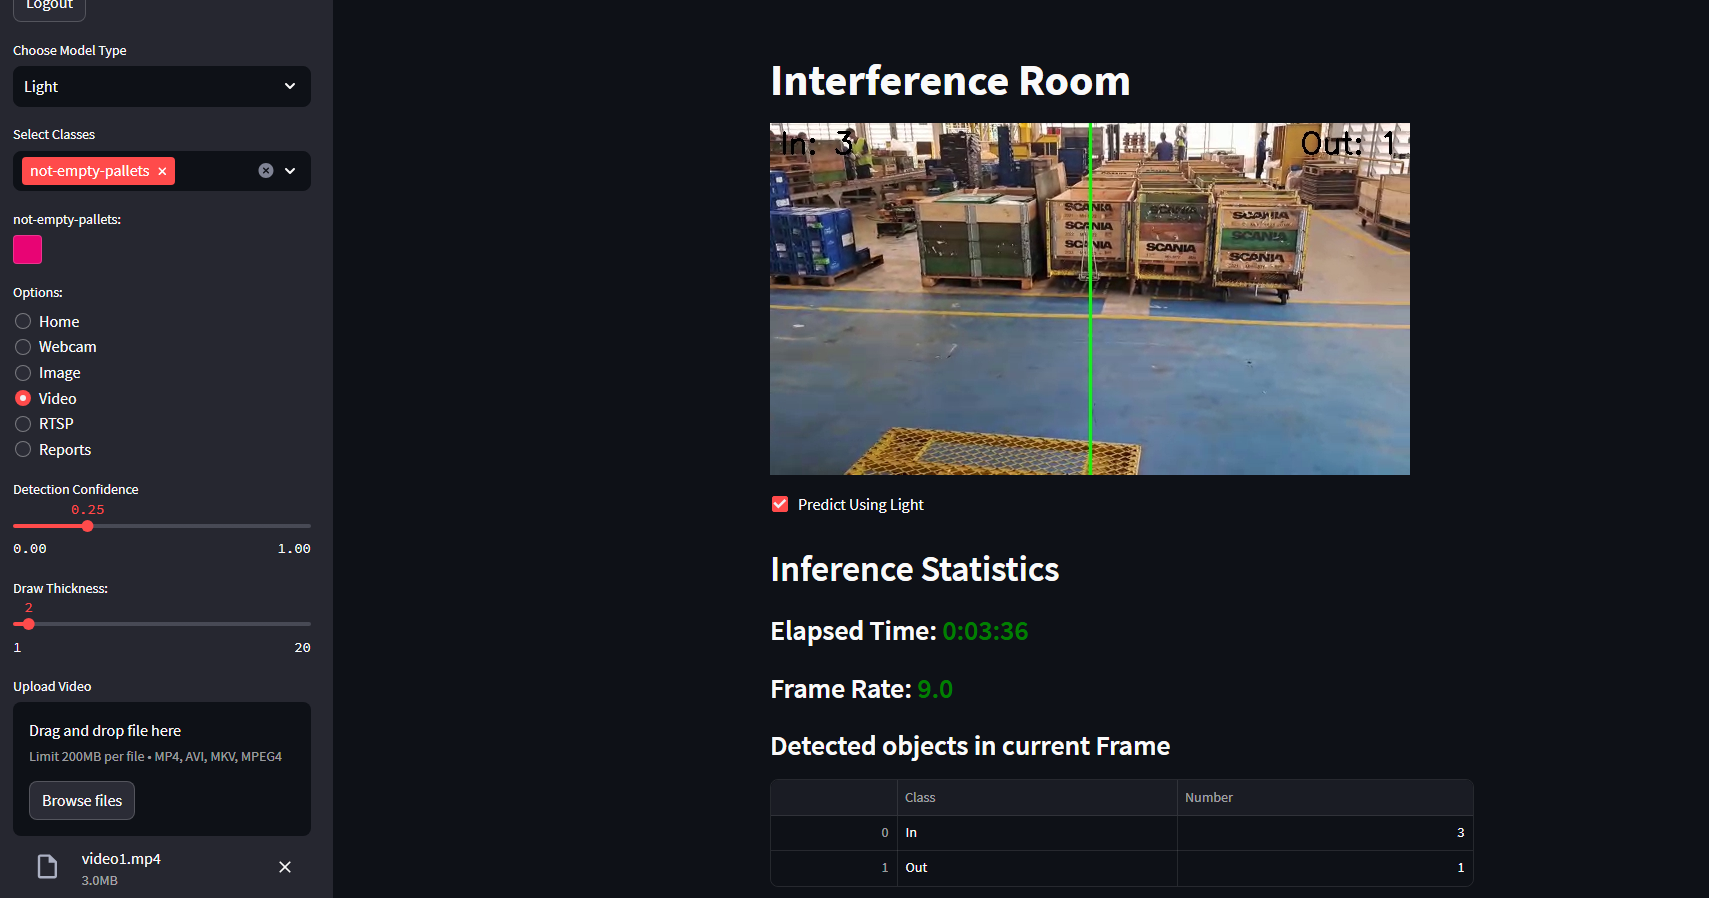 Logout
Choose Model Type
Light
Select Classes
not-empty-pallets
not-empty-pallets:
Options:
Home
Webcam
Image
Video
RTSP
Reports
Detection Confidence
0.25
0.00 1.00
Draw Thickness:
2
1 20
Upload Video
Drag and drop file here
Limit 200MB per file • MP4, AVI, MKV, MPEG4
Browse files
video1.mp4
3.0MB
Interference Room
In: 3 Out: 1
SCANIA
SCANIA
SCANIA
SCANIA
SCANIA
SCANIA
SCANIA
Predict Using Light
Inference Statistics
Elapsed Time: 0:03:36
Frame Rate: 9.0
Detected objects in current Frame
Class Number
0 In 3
1 Out 1